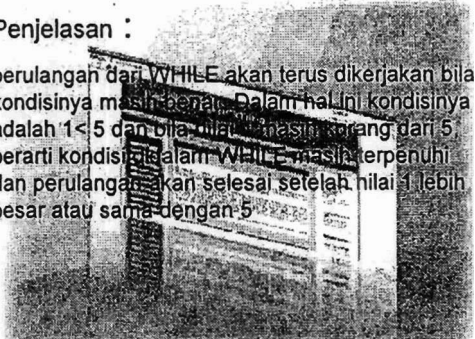 Penjelasan :
perulangan dari WHILE akan terus dikerjakan bila
kondisinya masih benar. Dalam hal ini kondisinya
adalah 1< 5 dan bila nilai 1 masih kurang dari 5,
berarti kondisi didalam WHILE masih terpenuhi
dan perulangan akan selesai setelah nilai 1 lebih
besar atau sama dengan 5